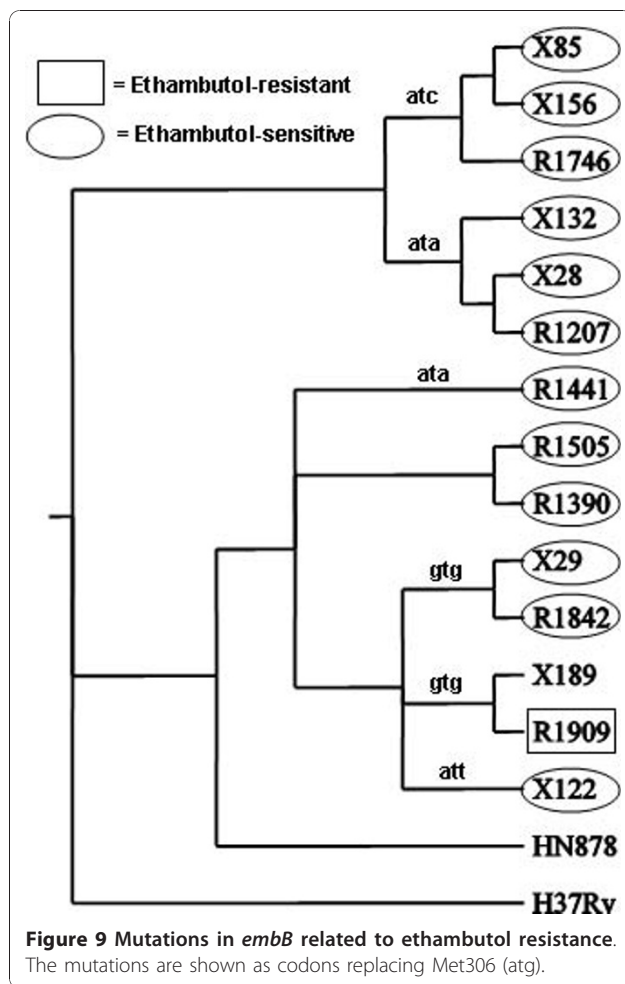 = Ethambutol-resistant
= Ethambutol-sensitive
X85
atc
X156
R1746
X132
ata
X28
R1207
ata
R1441
R1505
R1390
gtg
X29
R1842
gtg
X189
R1909
att
X122
HN878
H37Rv
Figure 9 Mutations in embB related to ethambutol resistance.
The mutations are shown as codons replacing Met306 (atg).